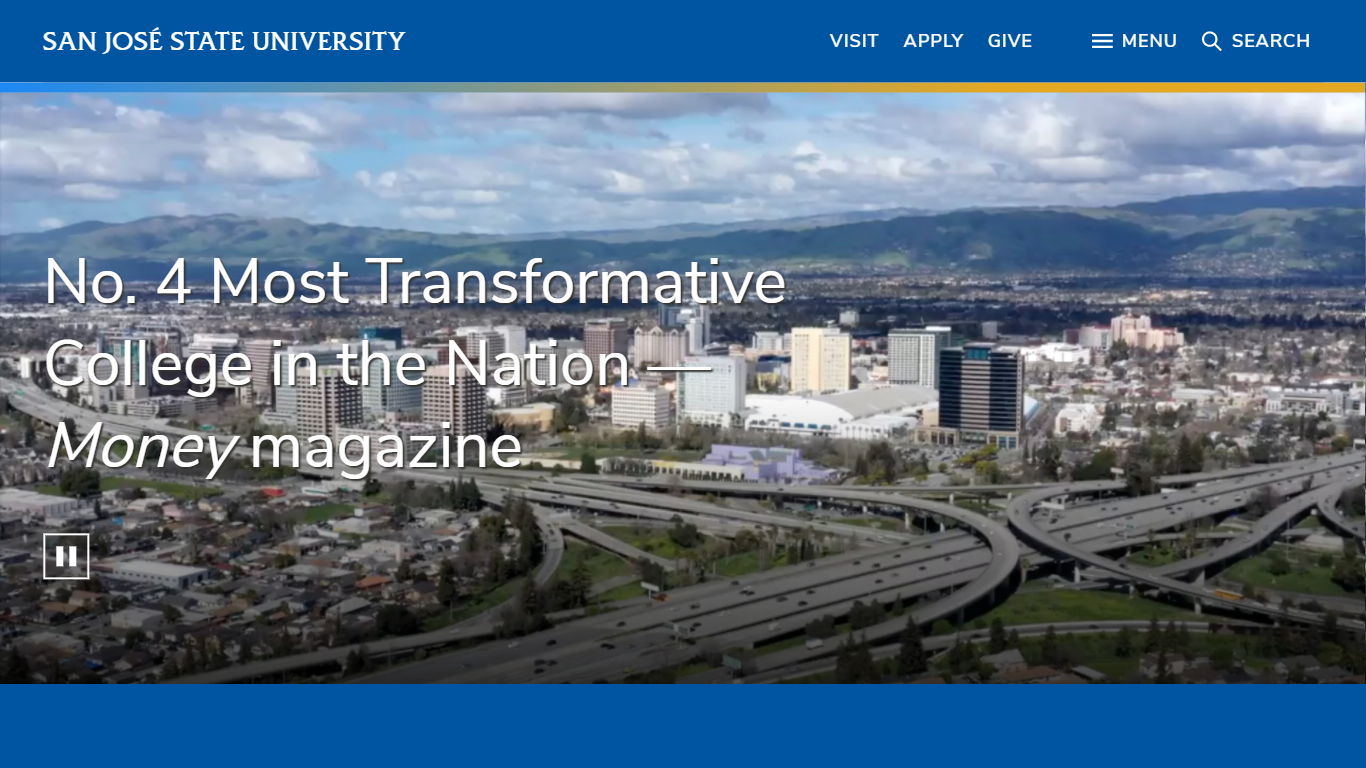 SAN JOSÉ STATE UNIVERSITY
VISIT APPLY GIVE MENU SEARCH
No. 4 Most Transformative
College in the Nation —
Money magazine